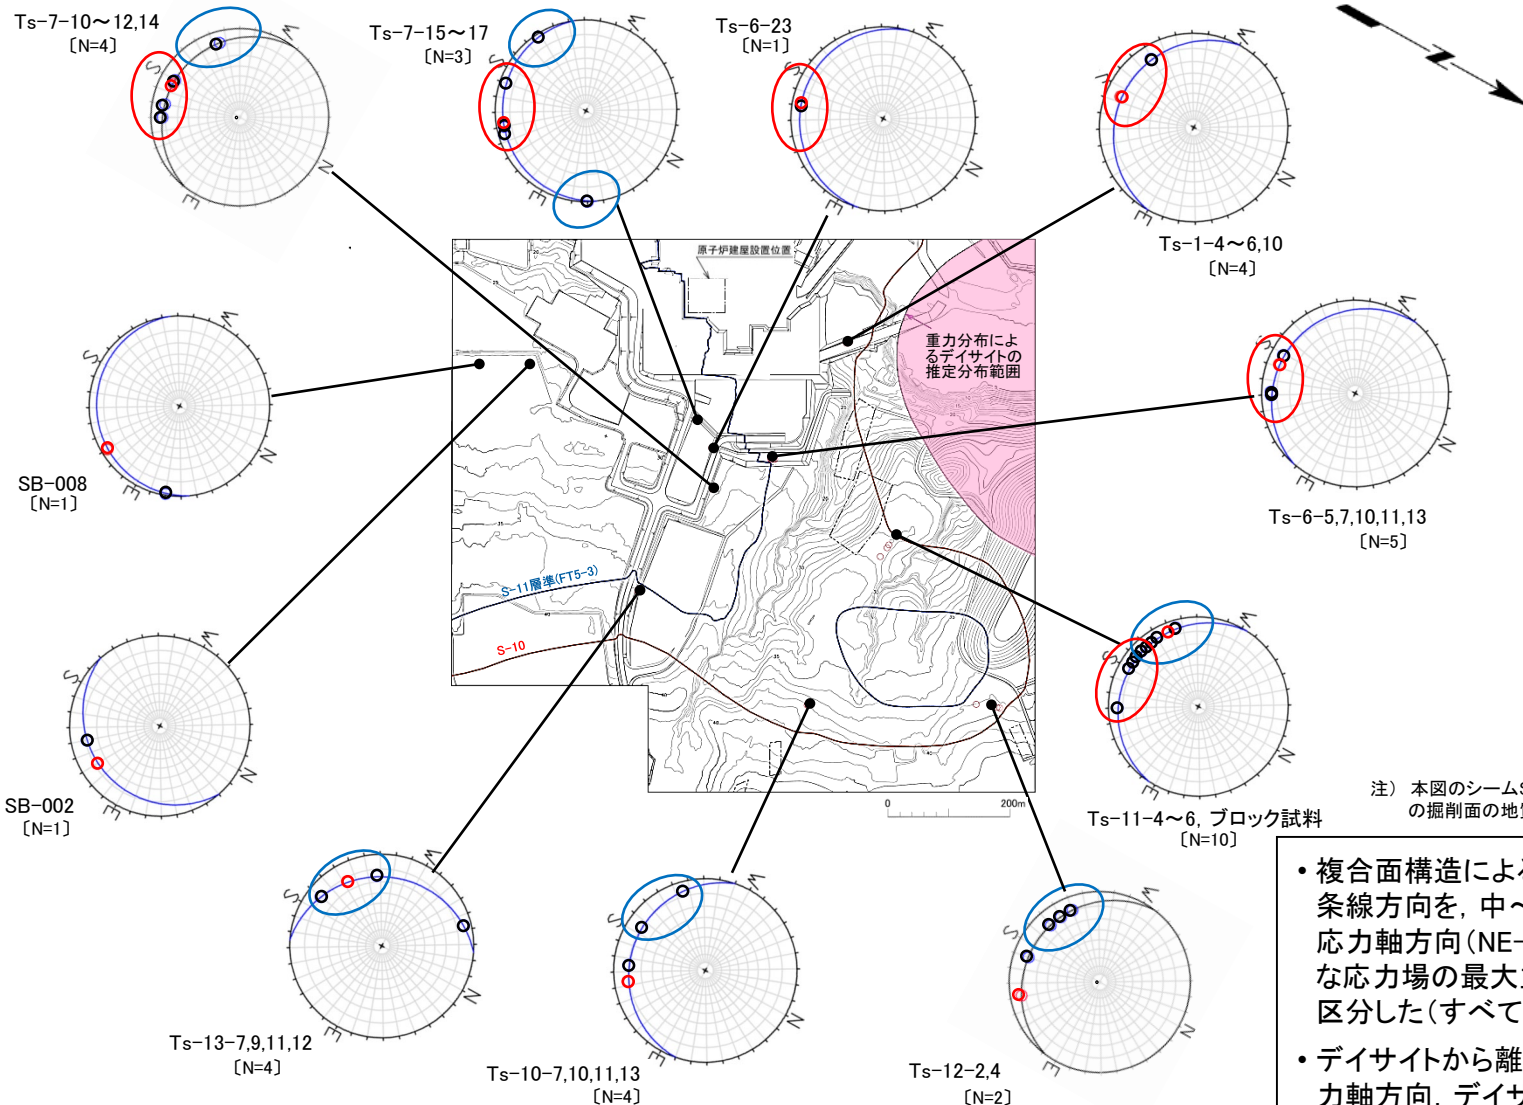 Ts-7-10～12,14
〔N=4〕
Ts-7-15～17
〔N=3〕
Ts-6-23
〔N=1〕
Ts-1-4～6,10
〔N=4〕
原子炉建屋設置位置
重力分布によ
るデイサイトの
推定分布範囲
SB-008
〔N=1〕
Ts-6-5,7,10,11,13
〔N=5〕
S-11層準(FT5-3)
S-10
SB-002
〔N=1〕
0 200m
Ts-11-4～6, ブロック試料
〔N=10〕
注） 本図のシームS
の掘削面の地質
Ts-13-7,9,11,12
〔N=4〕
Ts-10-7,10,11,13
〔N=4〕
Ts-12-2,4
〔N=2〕
• 複合面構造による
条線方向を, 中～
応力軸方向(NE-
な応力場の最大主
区分した(すべて
• デイサイトから離
力軸方向, デイサ
S W N E
S W N E
S W N E
W N E
S W N E
S W N E
S W N E
S W N E
S W N E
S W N E
S W N E
N